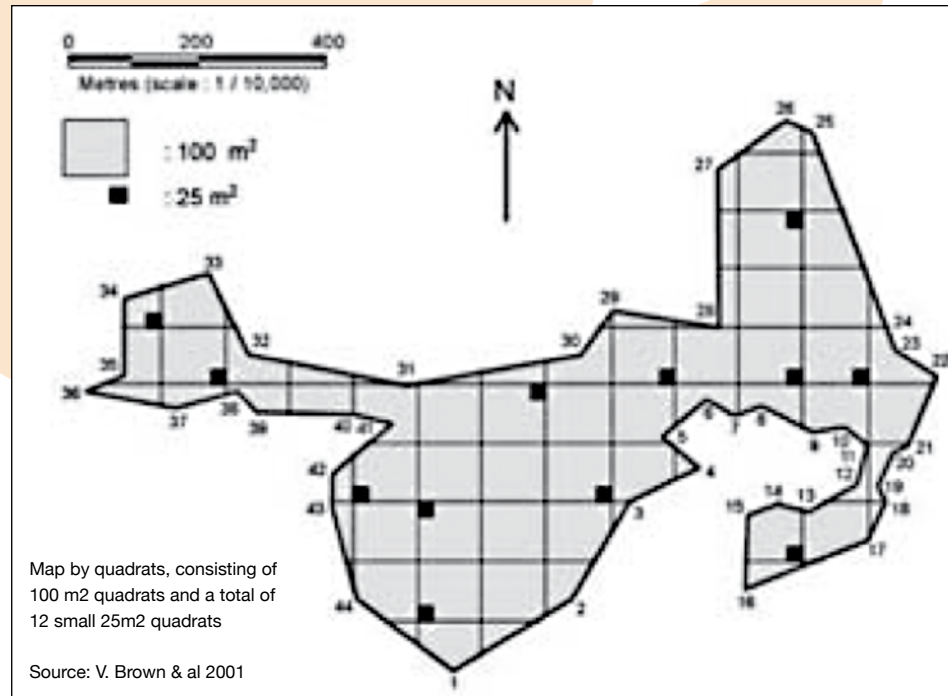 0 200 400
Metres (scale : 1 / 10,000)
N
: 100 m²
: 25 m²
26 25
27
33
34
29 28 24
32 30 23
31 22
35
36
37 38 39 40 41
6 7 8
5 9 10 21
4 11 20
42 12 19
43 3 15 14 13 18
17
44 2 16
1
Map by quadrats, consisting of
100 m2 quadrats and a total of
12 small 25m2 quadrats
Source: V. Brown & al 2001